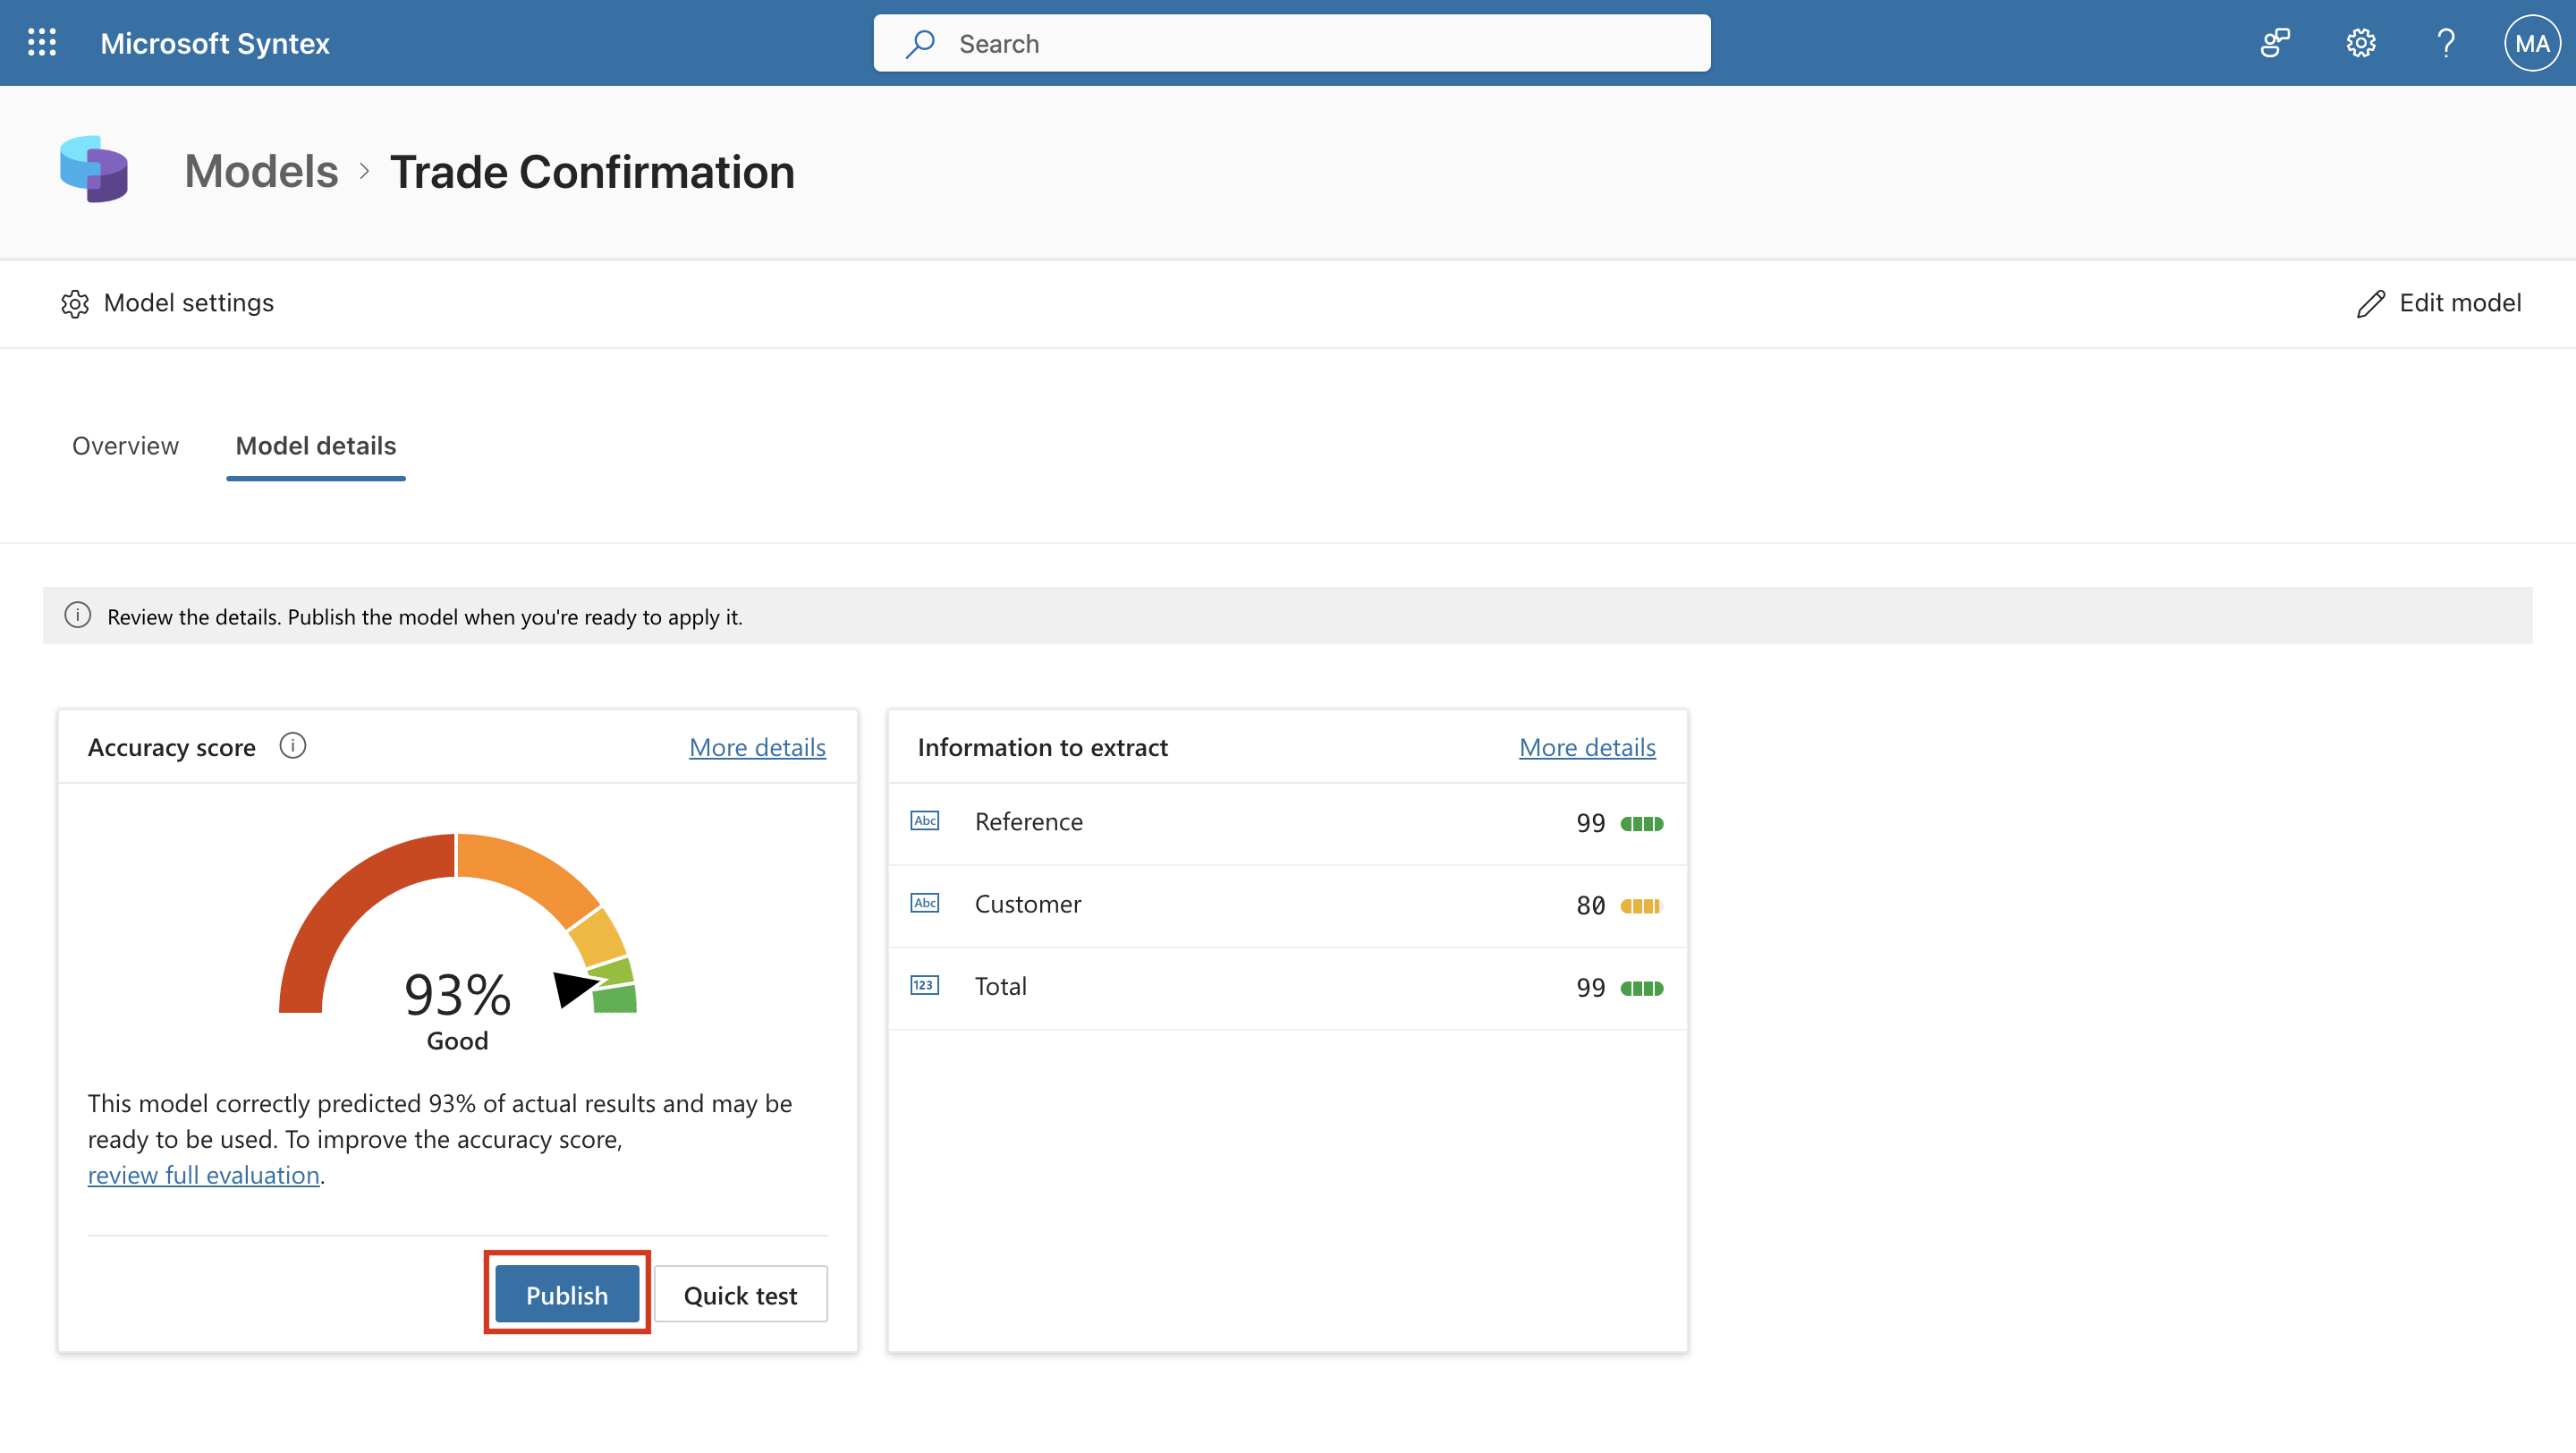 Microsoft Syntex
Search
MA
Models > Trade Confirmation
Model settings
Edit model
Overview
Model details
Review the details. Publish the model when you're ready to apply it.
Accuracy score
More details
93%
Good
This model correctly predicted 93% of actual results and may be
ready to be used. To improve the accuracy score,
review full evaluation.
Publish
Quick test
Information to extract
More details
Abc Reference 99
Abc Customer 80
123 Total 99